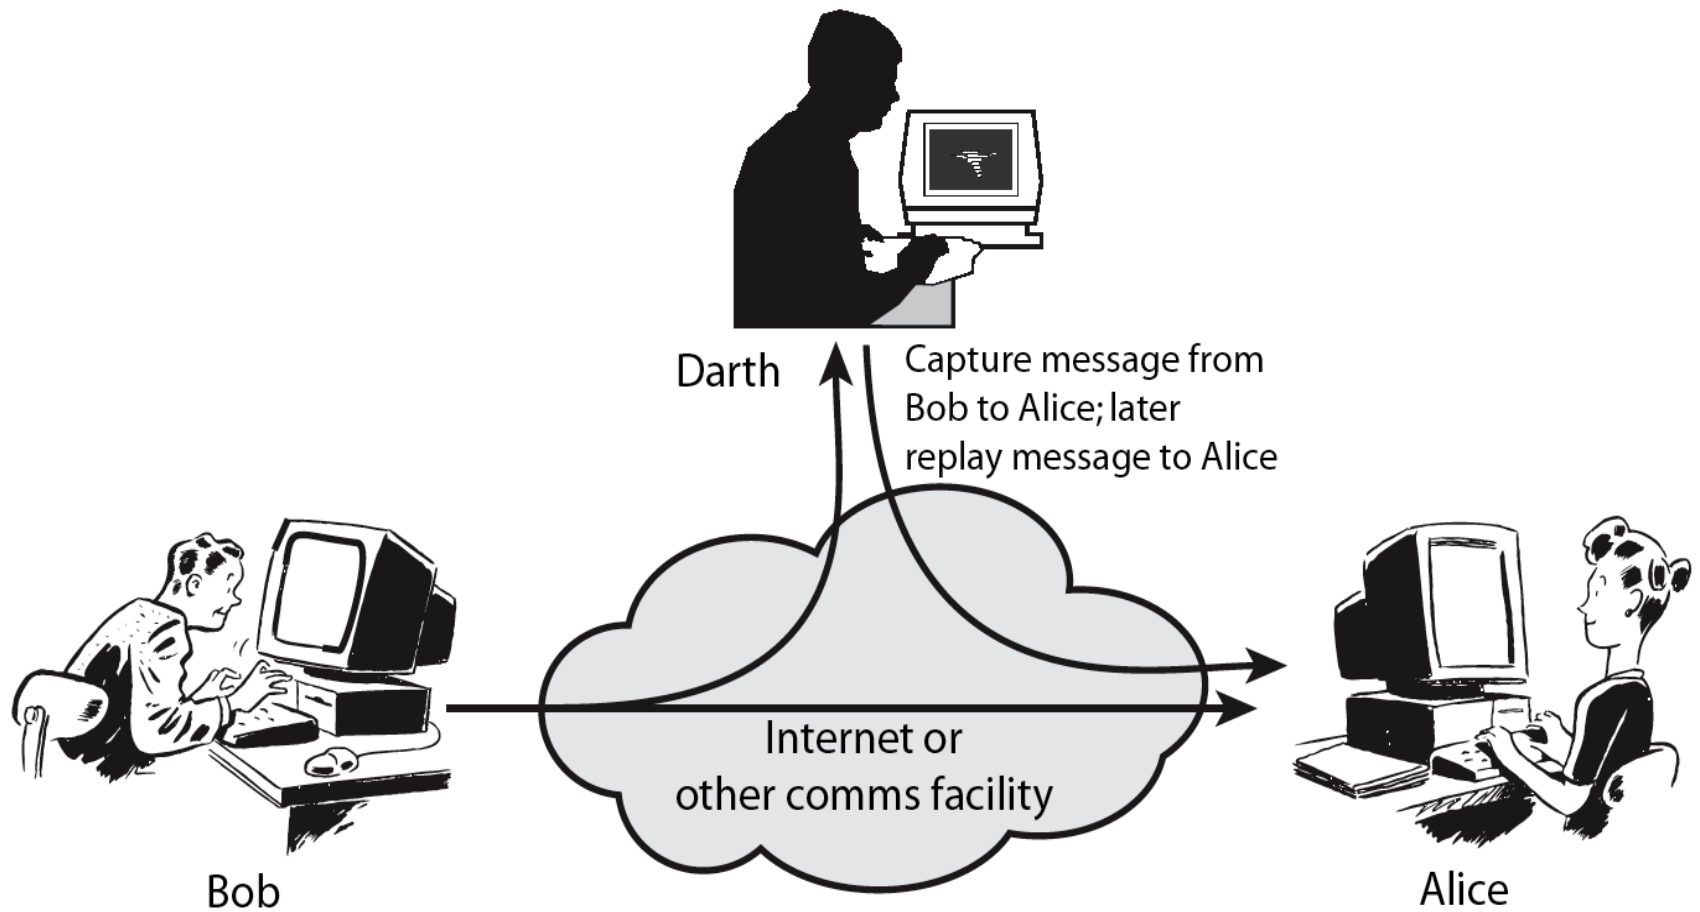 Darth
Capture message from
Bob to Alice; later
replay message to Alice
Internet or
other comms facility
Bob
Alice